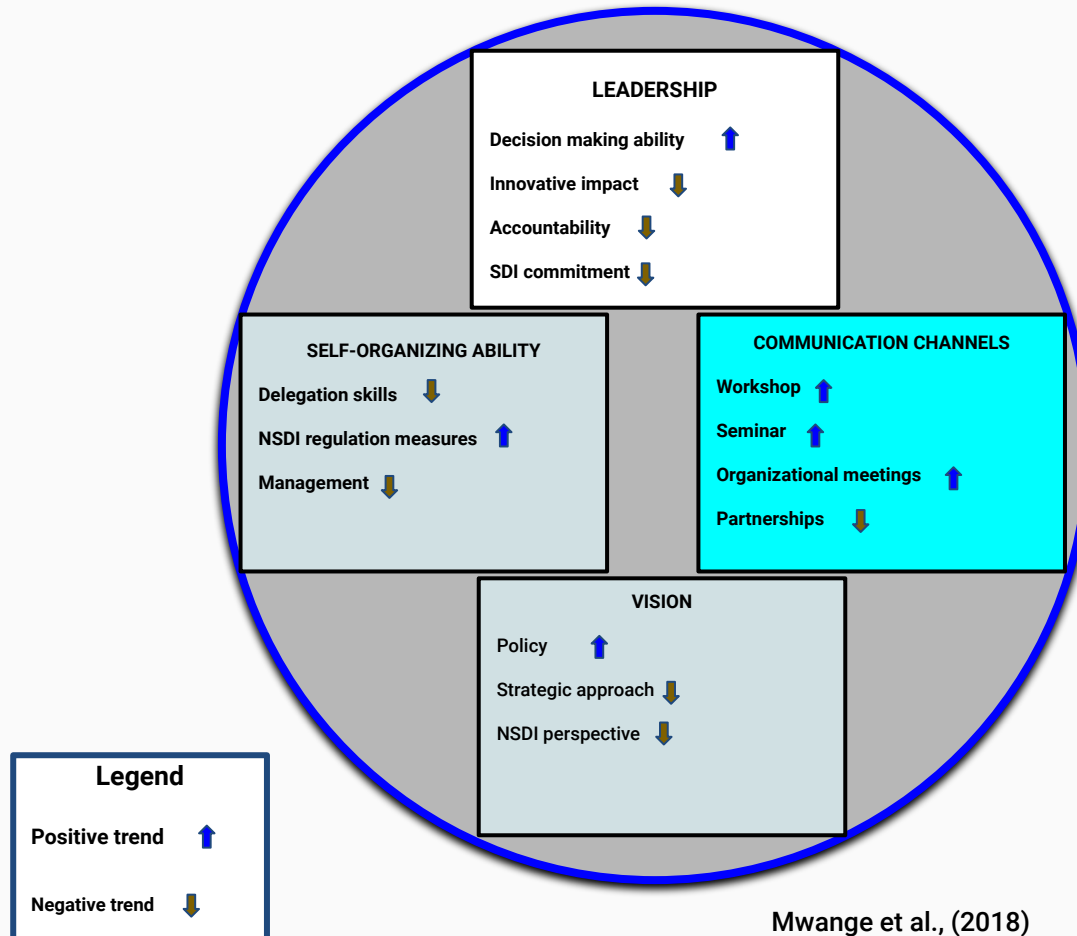 LEADERSHIP
Decision making ability
Innovative impact
Accountability
SDI commitment
SELF-ORGANIZING ABILITY
Delegation skills
NSDI regulation measures
Management
COMMUNICATION CHANNELS
Workshop
Seminar
Organizational meetings
Partnerships
VISION
Policy
Strategic approach
NSDI perspective
Legend
Positive trend
Negative trend
Mwange et al., (2018)